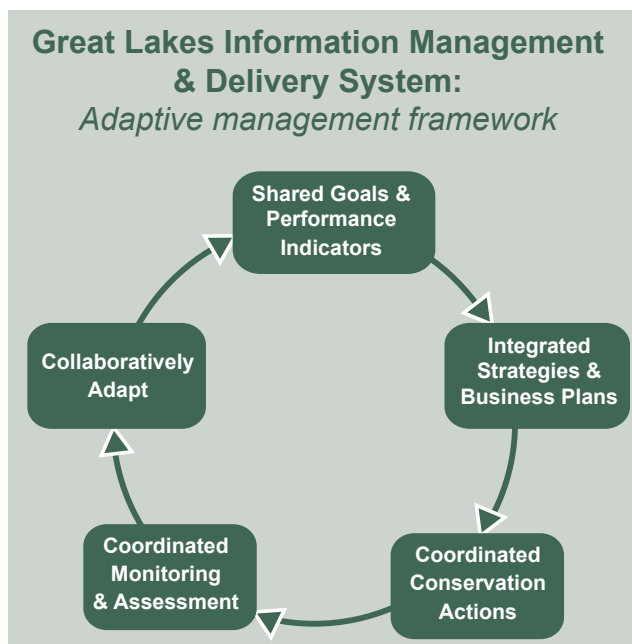 Great Lakes Information Management
& Delivery System:
Adaptive management framework
Shared Goals &
Performance
Indicators
Integrated
Strategies &
Business Plans
Coordinated
Conservation
Actions
Coordinated
Monitoring
& Assessment
Collaboratively
Adapt